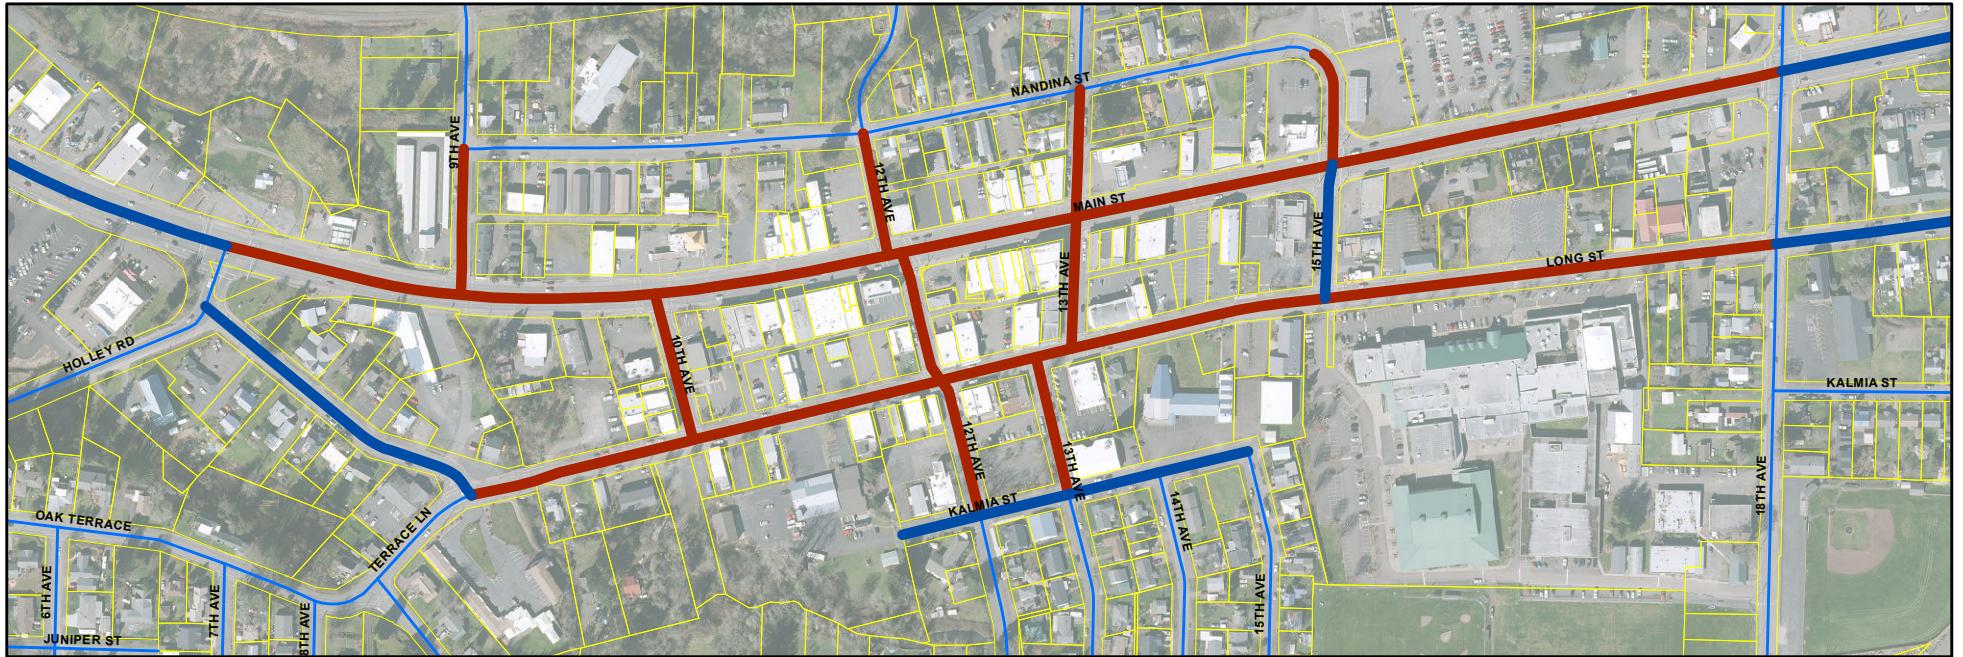 NANDINA ST
9TH AVE
12TH AVE
MAIN ST
15TH AVE
LONG ST
13TH AVE
HOLLEY RD
10TH AVE
KALMIA ST
12TH AVE
13TH AVE
KALMIA ST
14TH AVE
18TH AVE
OAK TERRACE
TERRACE LN
6TH AVE
7TH AVE
8TH AVE
15TH AVE
JUNIPER ST